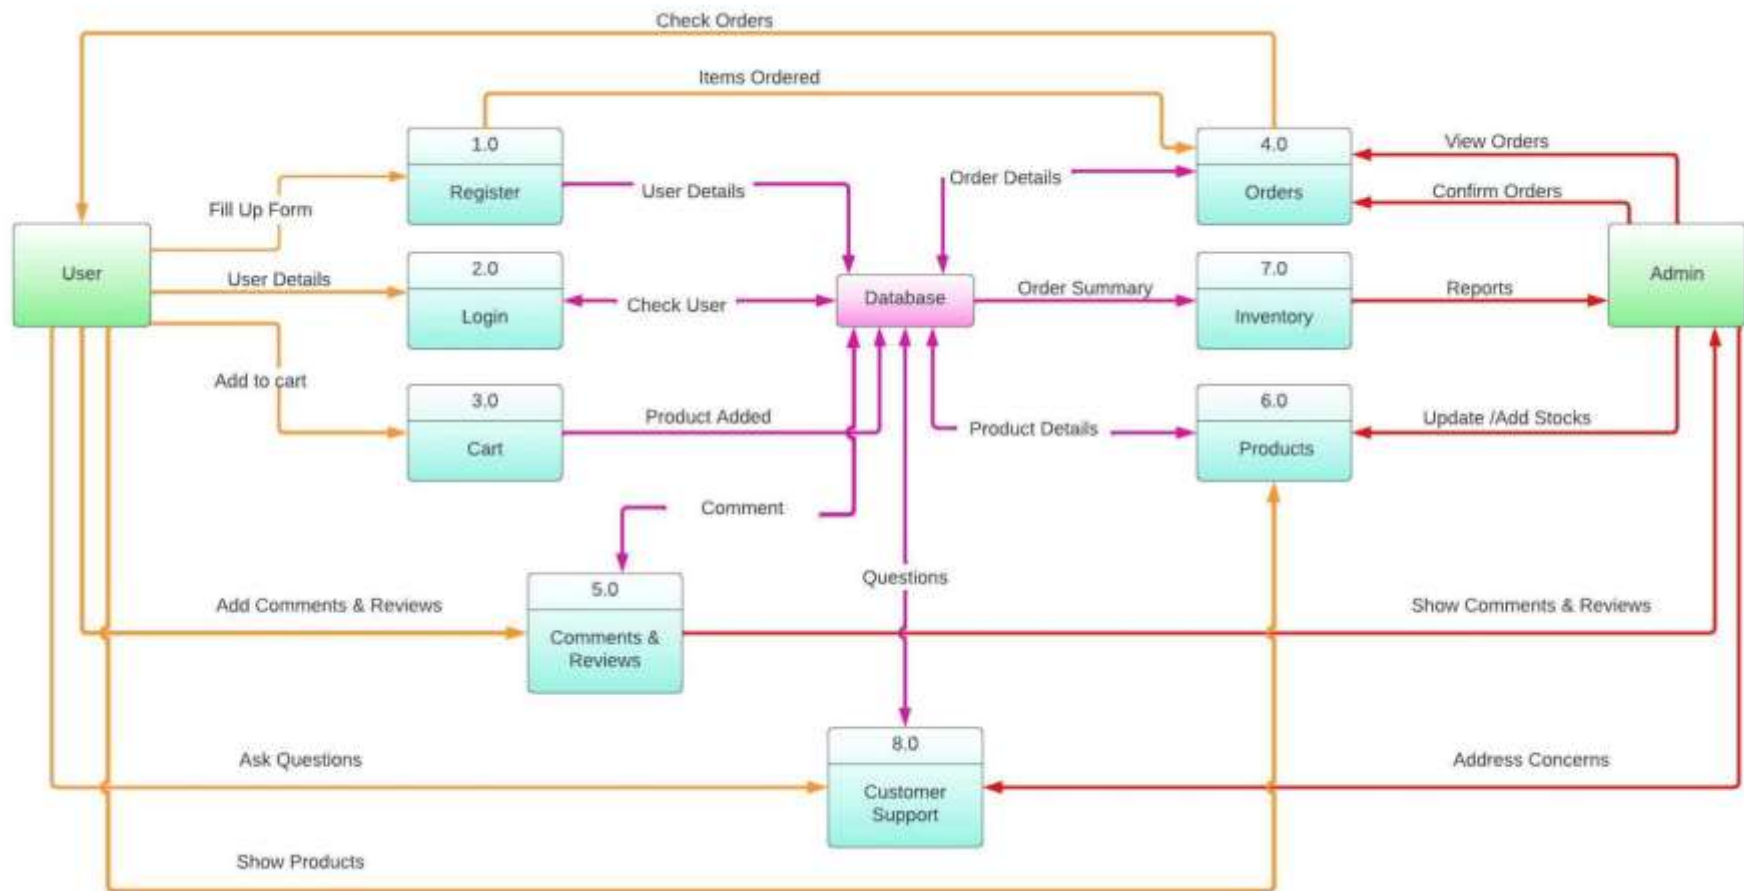 Check Orders
Items Ordered
1.0
Register
4.0
Orders
View Orders
Confirm Orders
User Details
Order Details
Fill Up Form
User
User Details
2.0
Login
Check User
Database
Order Summary
7.0
Inventory
Reports
Admin
Add to cart
3.0
Cart
Product Added
Product Details
6.0
Products
Update /Add Stocks
Comment
Questions
5.0
Comments &
Reviews
Add Comments & Reviews
Show Comments & Reviews
8.0
Customer
Support
Ask Questions
Address Concerns
Show Products